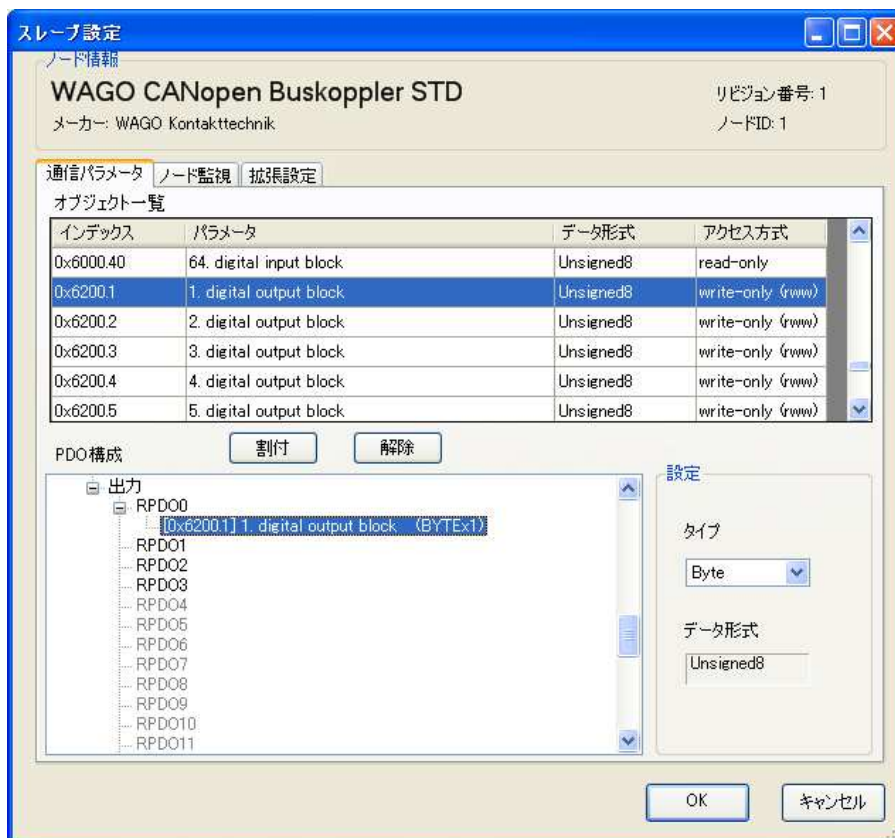 スレーブ設定
ノード情報
WAGO CANopen Buskoppler STD
リビジョン番号: 1
メーカー: WAGO Kontakttechnik
ノードID: 1
通信パラメータ ノード監視 拡張設定
オブジェクト一覧
インデックス パラメータ データ形式 アクセス方式
0x6000.40 64. digital input block Unsigned8 read-only
0x6200.1 1. digital output block Unsigned8 write-only (rww)
0x6200.2 2. digital output block Unsigned8 write-only (rww)
0x6200.3 3. digital output block Unsigned8 write-only (rww)
0x6200.4 4. digital output block Unsigned8 write-only (rww)
0x6200.5 5. digital output block Unsigned8 write-only (rww)
PDO構成 割付 解除
出力
RPDO0
[0x6200.1] 1. digital output block (BYTEx1)
RPDO1
RPDO2
RPDO3
RPDO4
RPDO5
RPDO6
RPDO7
RPDO8
RPDO9
RPDO10
RPDO11
設定
タイプ
Byte
データ形式
Unsigned8
OK キャンセル